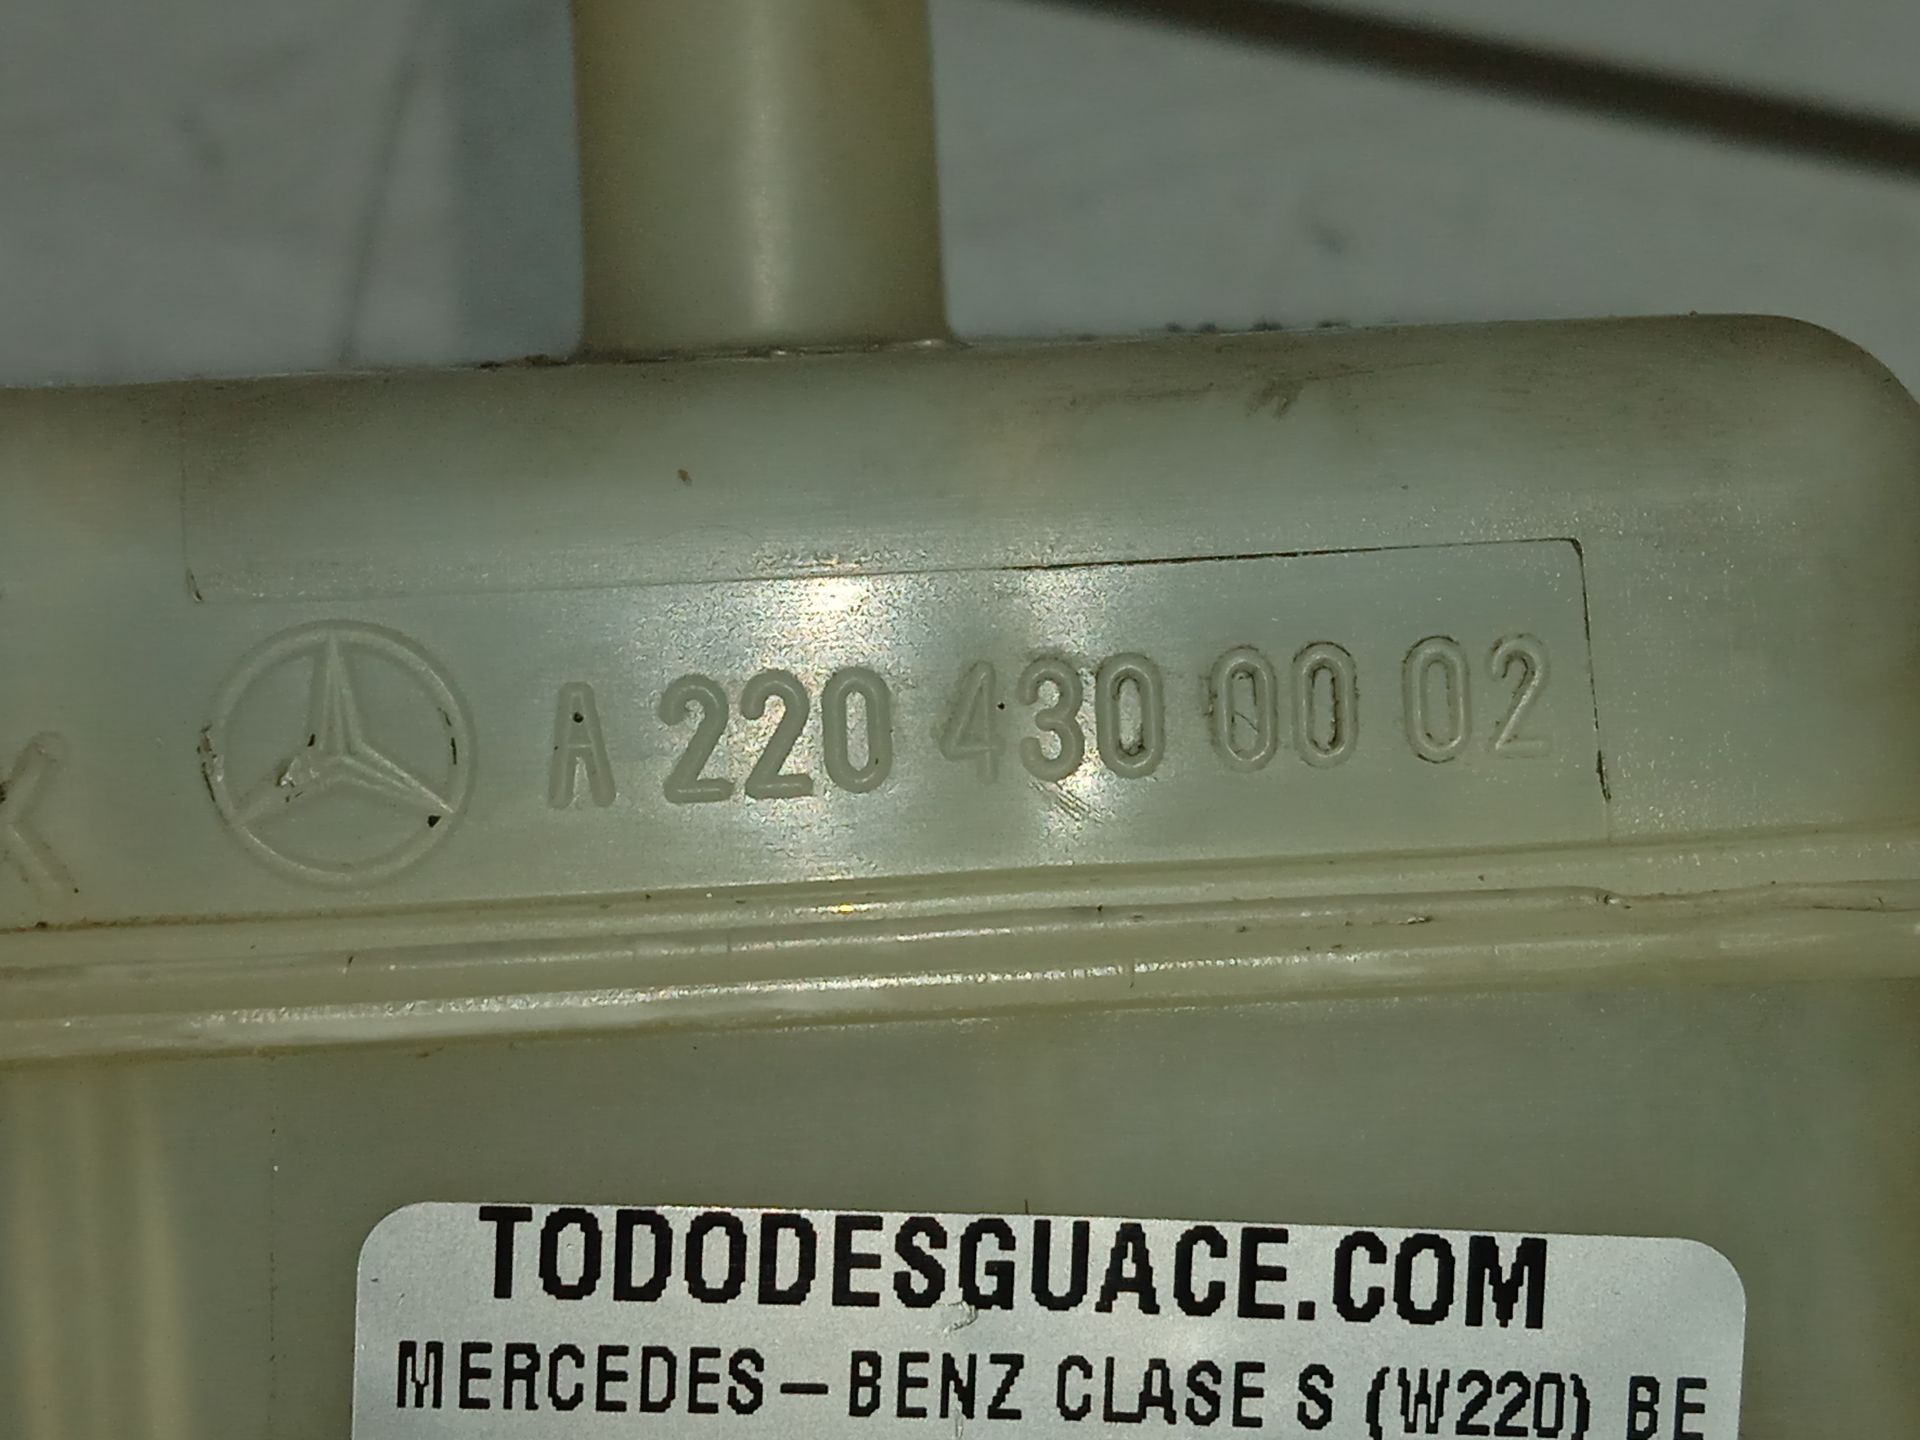 A 220 430 00 02
TODODESGUACE.COM
MERCEDES-BENZ CLASE S (W220) BE